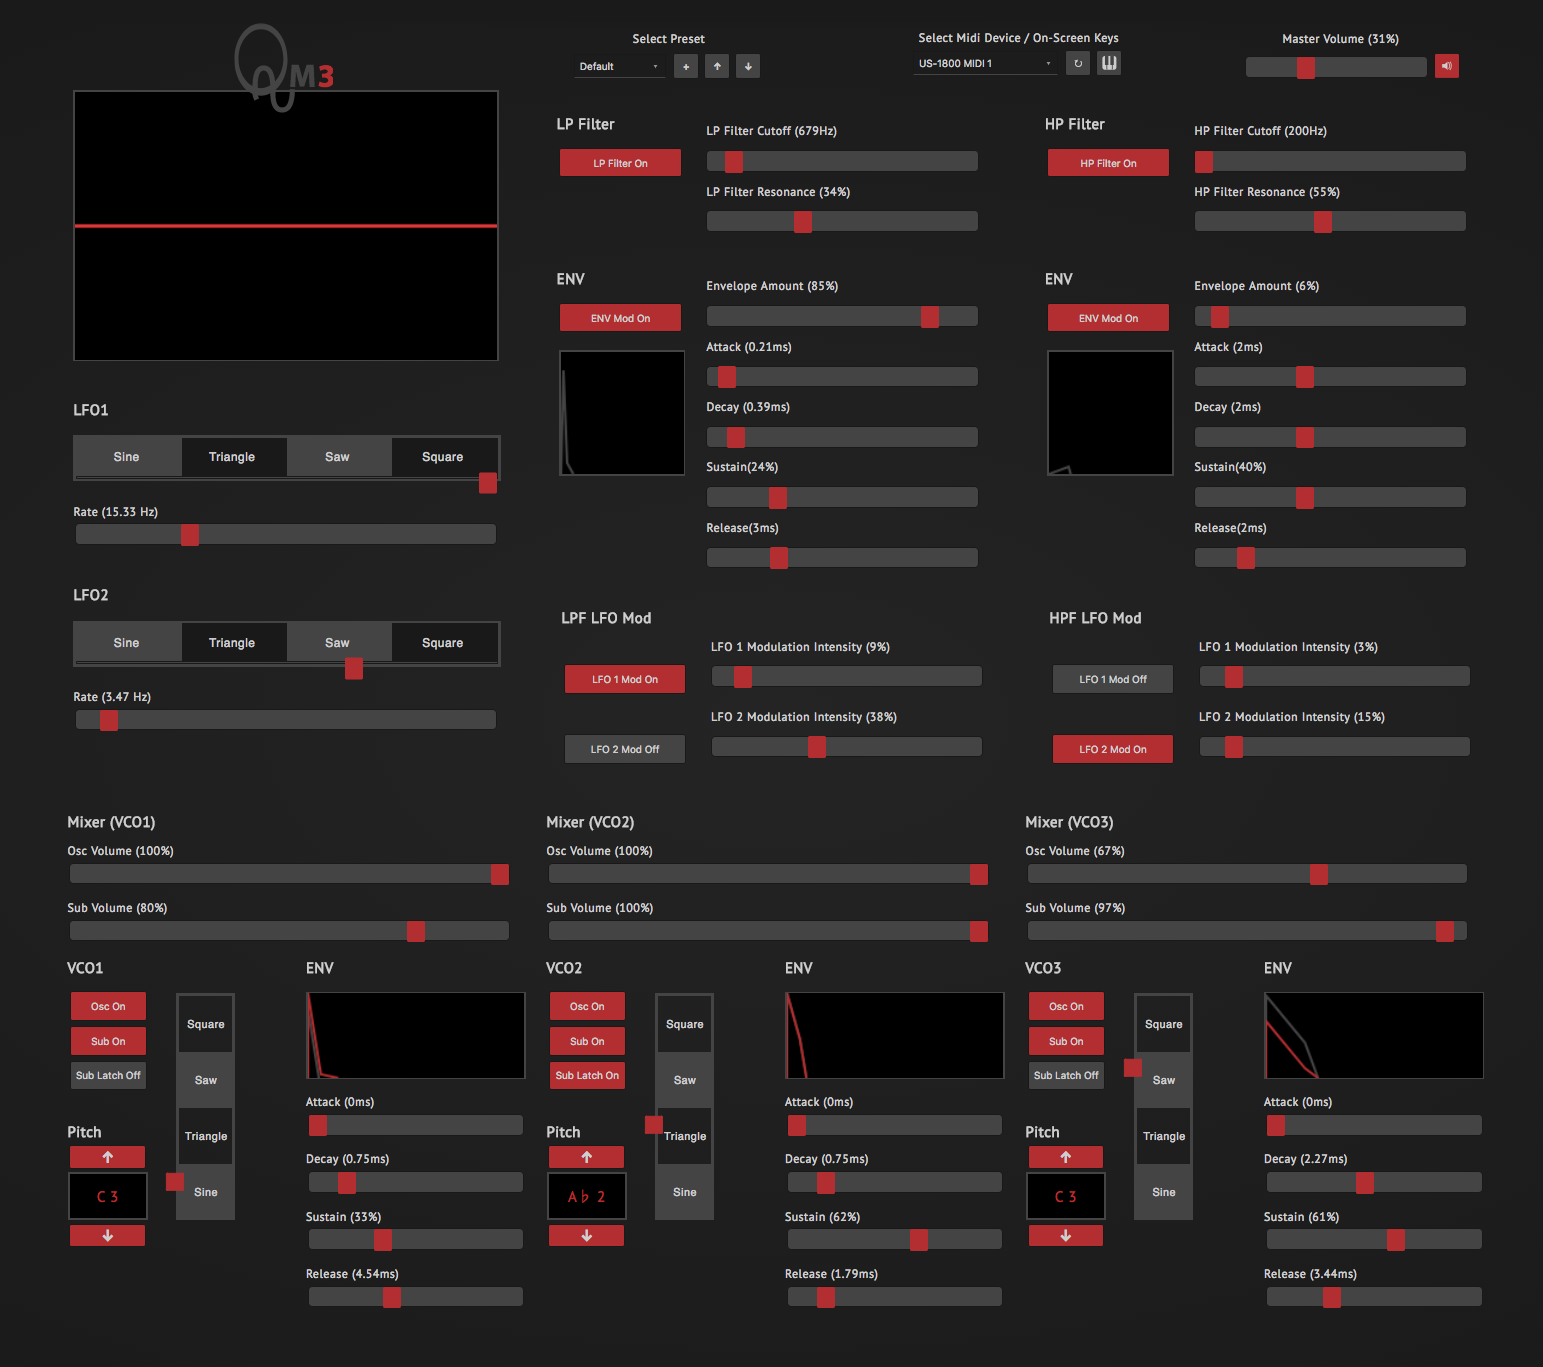 M3
Select Preset
Default
+
Select Midi Device / On-Screen Keys
US-1800 MIDI 1
Master Volume (31%)
LP Filter
LP Filter On
LP Filter Cutoff (679Hz)
LP Filter Resonance (34%)
HP Filter
HP Filter On
HP Filter Cutoff (200Hz)
HP Filter Resonance (55%)
ENV
ENV Mod On
Envelope Amount (85%)
Attack (0.21ms)
Decay (0.39ms)
Sustain(24%)
Release(3ms)
ENV
ENV Mod On
Envelope Amount (6%)
Attack (2ms)
Decay (2ms)
Sustain(40%)
Release(2ms)
LFO1
Sine Triangle Saw Square
Rate (15.33 Hz)
LFO2
Sine Triangle Saw Square
Rate (3.47 Hz)
LPF LFO Mod
LFO 1 Mod On
LFO 1 Modulation Intensity (9%)
LFO 2 Mod Off
LFO 2 Modulation Intensity (38%)
HPF LFO Mod
LFO 1 Mod Off
LFO 1 Modulation Intensity (3%)
LFO 2 Mod On
LFO 2 Modulation Intensity (15%)
Mixer (VCO1)
Osc Volume (100%)
Sub Volume (80%)
Mixer (VCO2)
Osc Volume (100%)
Sub Volume (100%)
Mixer (VCO3)
Osc Volume (67%)
Sub Volume (97%)
VCO1
Osc On
Sub On
Sub Latch Off
Pitch
C 3
Square
Saw
Triangle
Sine
ENV
Attack (0ms)
Decay (0.75ms)
Sustain (33%)
Release (4.54ms)
VCO2
Osc On
Sub On
Sub Latch On
Pitch
A♭ 2
Square
Saw
Triangle
Sine
ENV
Attack (0ms)
Decay (0.75ms)
Sustain (62%)
Release (1.79ms)
VCO3
Osc On
Sub On
Sub Latch Off
Pitch
C 3
Square
Saw
Triangle
Sine
ENV
Attack (0ms)
Decay (2.27ms)
Sustain (61%)
Release (3.44ms)